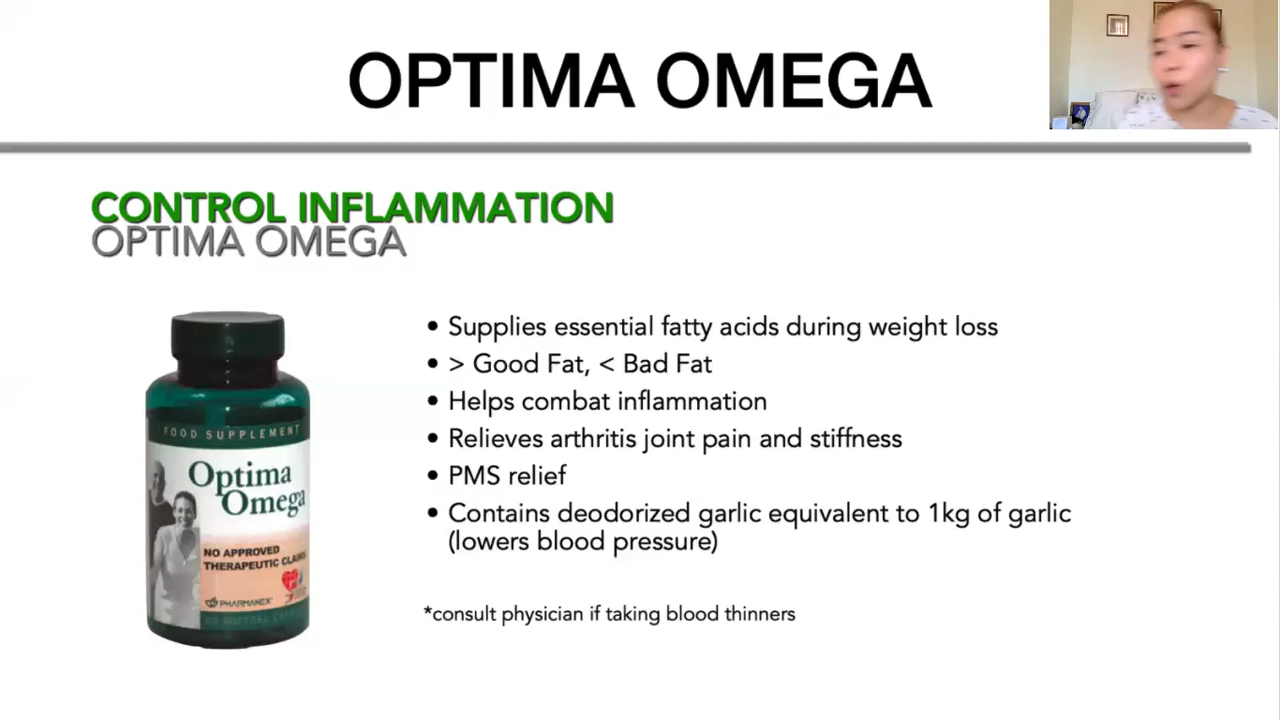 OPTIMA OMEGA
CONTROL INFLAMMATION
OPTIMA OMEGA
• Supplies essential fatty acids during weight loss
• > Good Fat, < Bad Fat
• Helps combat inflammation
• Relieves arthritis joint pain and stiffness
• PMS relief
• Contains deodorized garlic equivalent to 1kg of garlic
(lowers blood pressure)
*consult physician if taking blood thinners
FOOD SUPPLEMENT
Optima
Omega
NO APPROVED
THERAPEUTIC CLAIMS
PHARMANEX